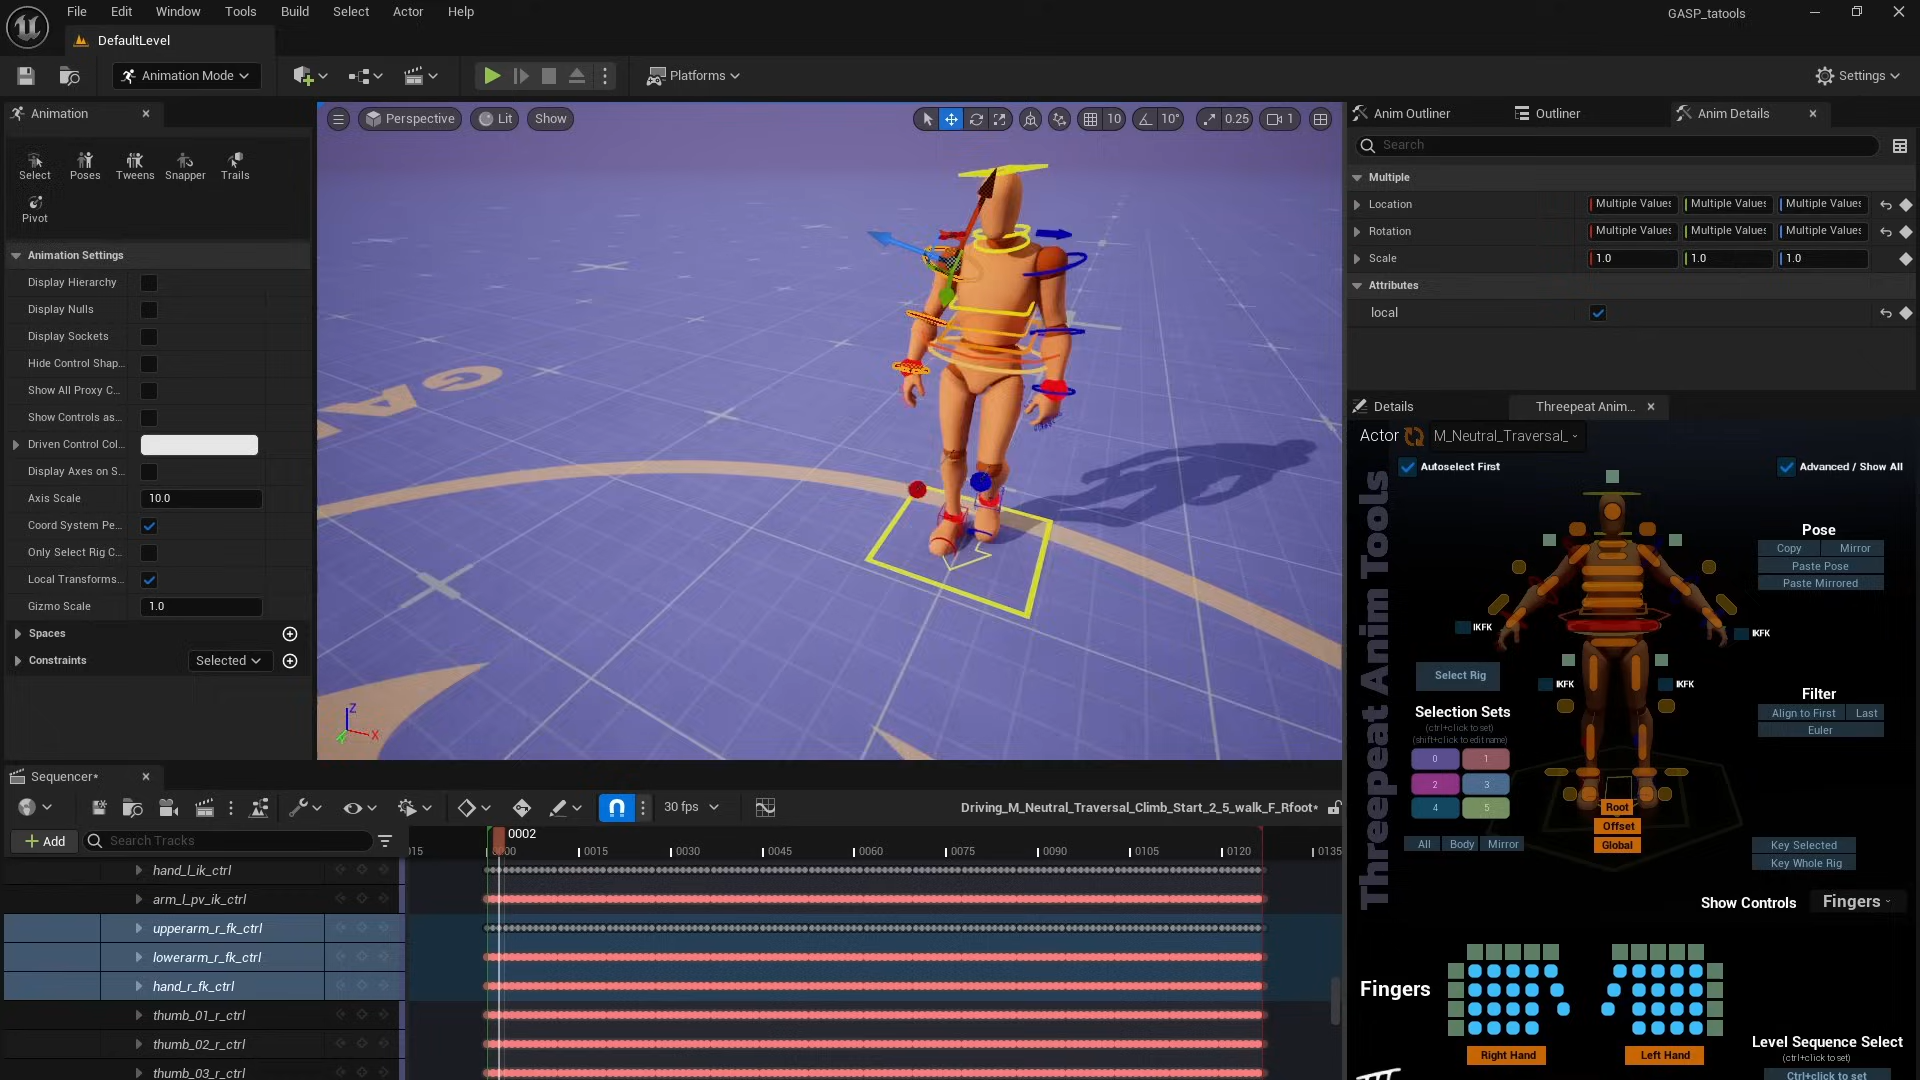 File Edit Window Tools Build Select Actor Help
GASP_tatools
DefaultLevel
Animation Mode
Platforms
Settings
Animation
Select Poses Tweens Snapper Trails
Pivot
Animation Settings
Display Hierarchy
Display Nulls
Display Sockets
Hide Control Shap...
Show All Proxy C...
Show Controls as...
Driven Control Col...
Display Axes on S...
Axis Scale 10.0
Coord System Pe...
Only Select Rig C...
Local Transforms...
Gizmo Scale 1.0
Spaces
Constraints Selected
Perspective Lit Show
10 10° 0.25 1
GA
Z
X
Y
Anim Outliner Outliner Anim Details
Search
Multiple
Location Multiple Values Multiple Values Multiple Values
Rotation Multiple Values Multiple Values Multiple Values
Scale 1.0 1.0 1.0
Attributes
local
Details Threepeat Anim...
Actor M_Neutral_Traversal_
Autoselect First Advanced / Show All
Threepeat Anim Tools
Pose
Copy Mirror
Paste Pose
Paste Mirrored
IKFK IKFK
IKFK IKFK
Select Rig
Filter
Align to First Last
Euler
Selection Sets
(ctrl+click to set)
(shift+click to edit name)
0 1
2 3
4 5
Root
Offset
Global
All Body Mirror
Key Selected
Key Whole Rig
Show Controls Fingers
Fingers
Right Hand Left Hand
Level Sequence Select
(ctrl+click to set)
Ctrl+click to set
Sequencer*
30 fps
Driving_M_Neutral_Traversal_Climb_Start_2_5_walk_F_Rfoot*
Add Search Tracks
0002
015 0000 0015 0030 0045 0060 0075 0090 0105 0120 0135
hand_l_ik_ctrl
arm_l_pv_ik_ctrl
upperarm_r_fk_ctrl
lowerarm_r_fk_ctrl
hand_r_fk_ctrl
thumb_01_r_ctrl
thumb_02_r_ctrl
thumb_03_r_ctrl